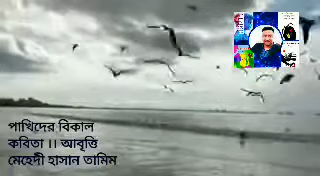 পাখিদের বিকাল
কবিতা ।। আবৃত্তি
মেহেদী হাসান তামিম